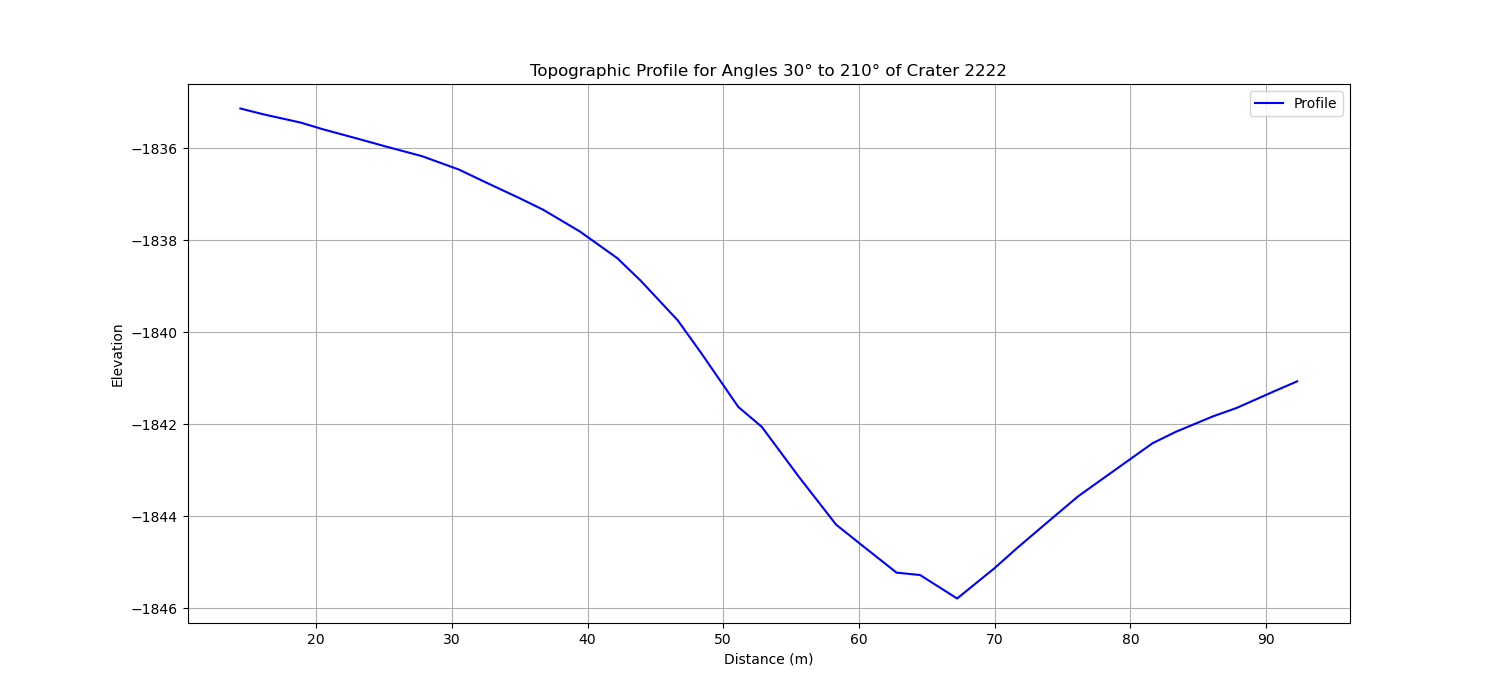 Topographic Profile for Angles 30° to 210° of Crater 2222
Profile
Elevation
−1836
−1838
−1840
−1842
−1844
−1846
20 30 40 50 60 70 80 90
Distance (m)